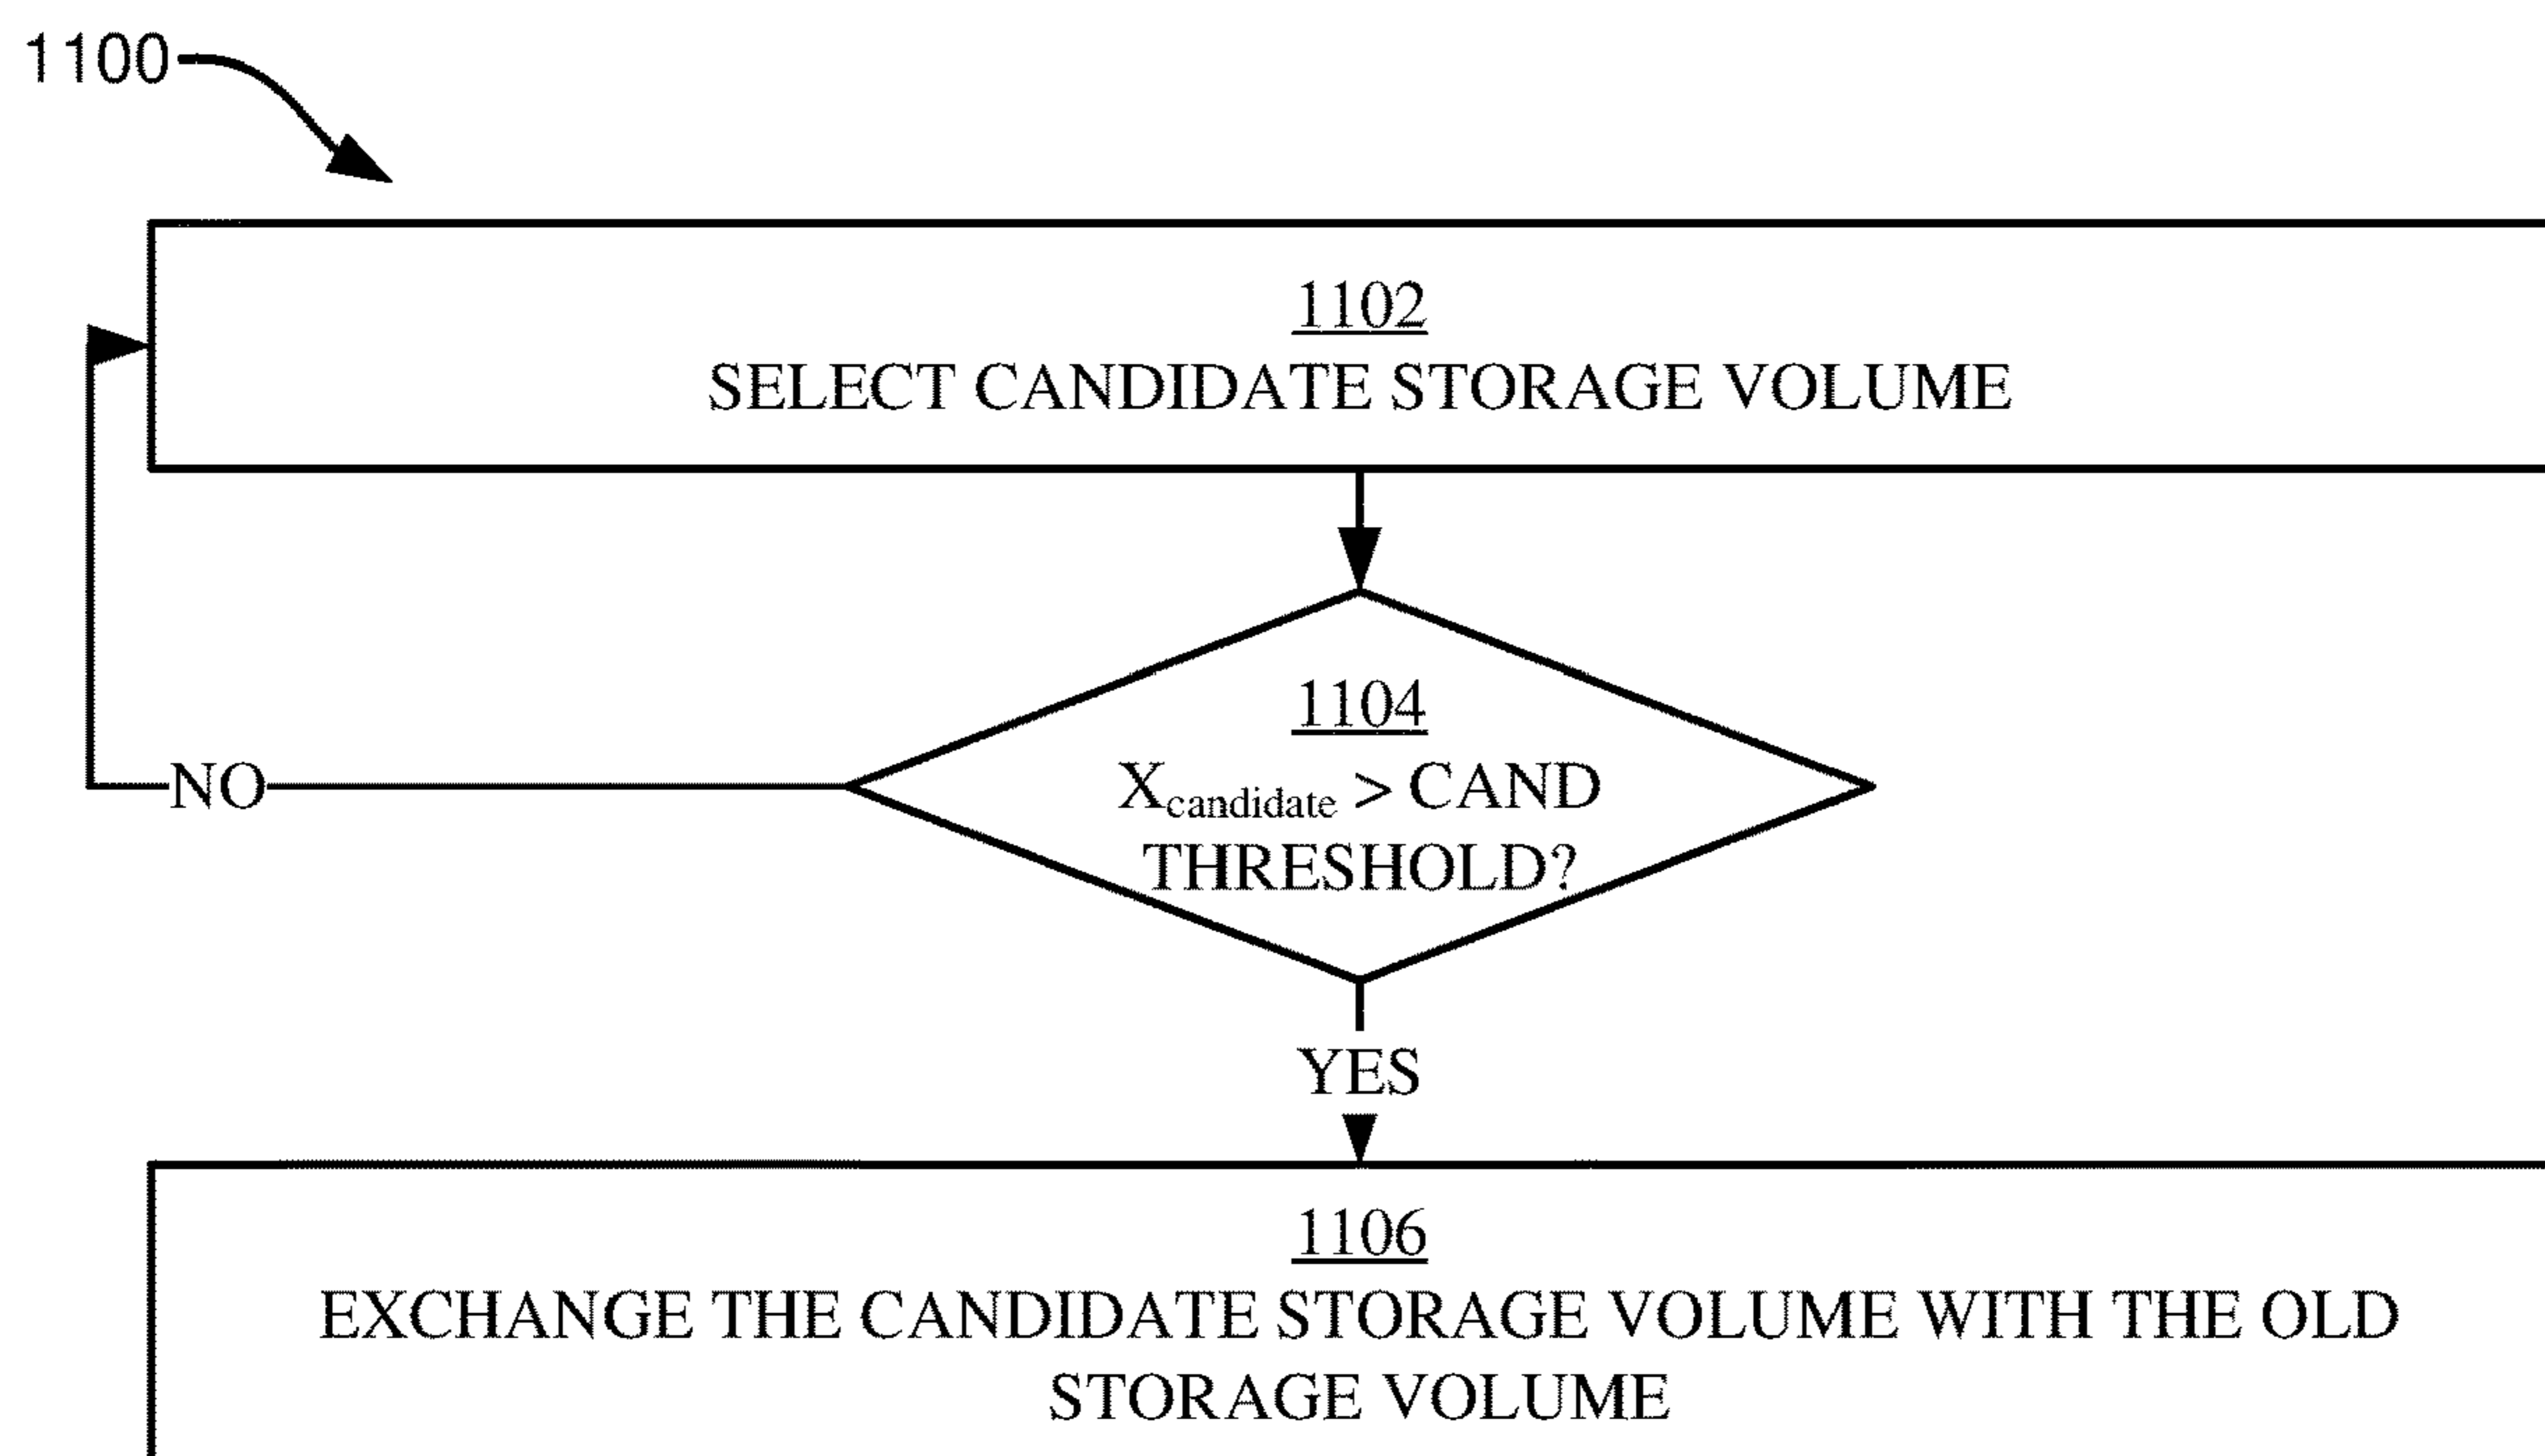 1100
1102
SELECT CANDIDATE STORAGE VOLUME
1104
Xcandidate > CAND
THRESHOLD?
NO
YES
1106
EXCHANGE THE CANDIDATE STORAGE VOLUME WITH THE OLD
STORAGE VOLUME